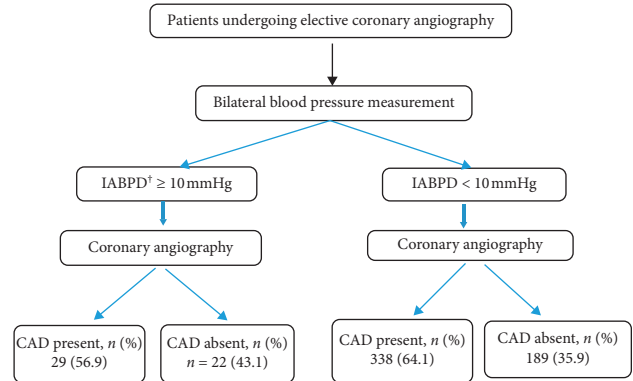 Patients undergoing elective coronary angiography
Bilateral blood pressure measurement
IABPD† ≥ 10 mmHg
IABPD < 10 mmHg
Coronary angiography
Coronary angiography
CAD present, n (%)
29 (56.9)
CAD absent, n (%)
n = 22 (43.1)
CAD present, n (%)
338 (64.1)
CAD absent, n (%)
189 (35.9)